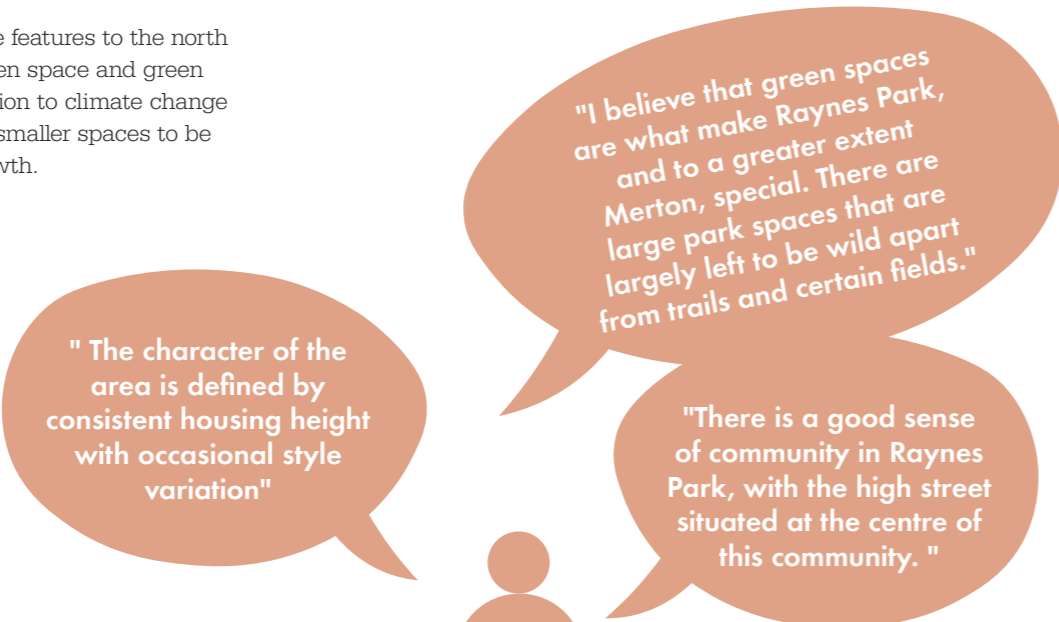 features to the north
space and green
to climate change
smaller spaces to be
"I believe that green spaces
are what make Raynes Park,
and to a greater extent
Merton, special. There are
large park spaces that are
largely left to be wild apart
from trails and certain fields."
" The character of the
area is defined by
consistent housing height
with occasional style
variation"
"There is a good sense
of community in Raynes
Park, with the high street
situated at the centre of
this community. "